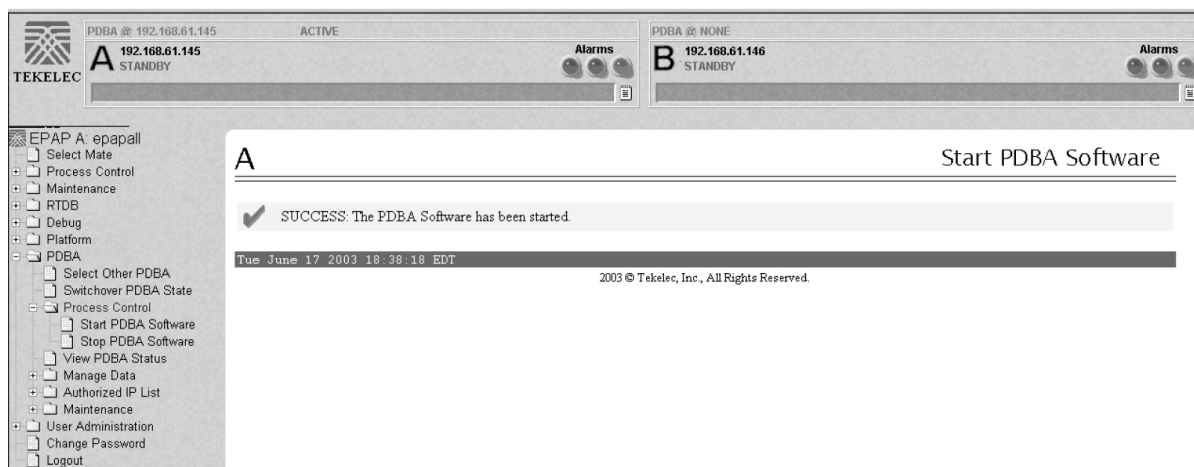 PDBA @ 192.168.61.145 ACTIVE
A 192.168.61.145
STANDBY
Alarms
TEKELEC
PDBA @ NONE
B 192.168.61.146
STANDBY
Alarms
EPAP A: epapall
Select Mate
Process Control
Maintenance
RTDB
Debug
Platform
PDBA
Select Other PDBA
Switchover PDBA State
Process Control
Start PDBA Software
Stop PDBA Software
View PDBA Status
Manage Data
Authorized IP List
Maintenance
User Administration
Change Password
Logout
A Start PDBA Software
SUCCESS: The PDBA Software has been started.
Tue June 17 2003 18:38:18 EDT
2003 © Tekelec, Inc., All Rights Reserved.